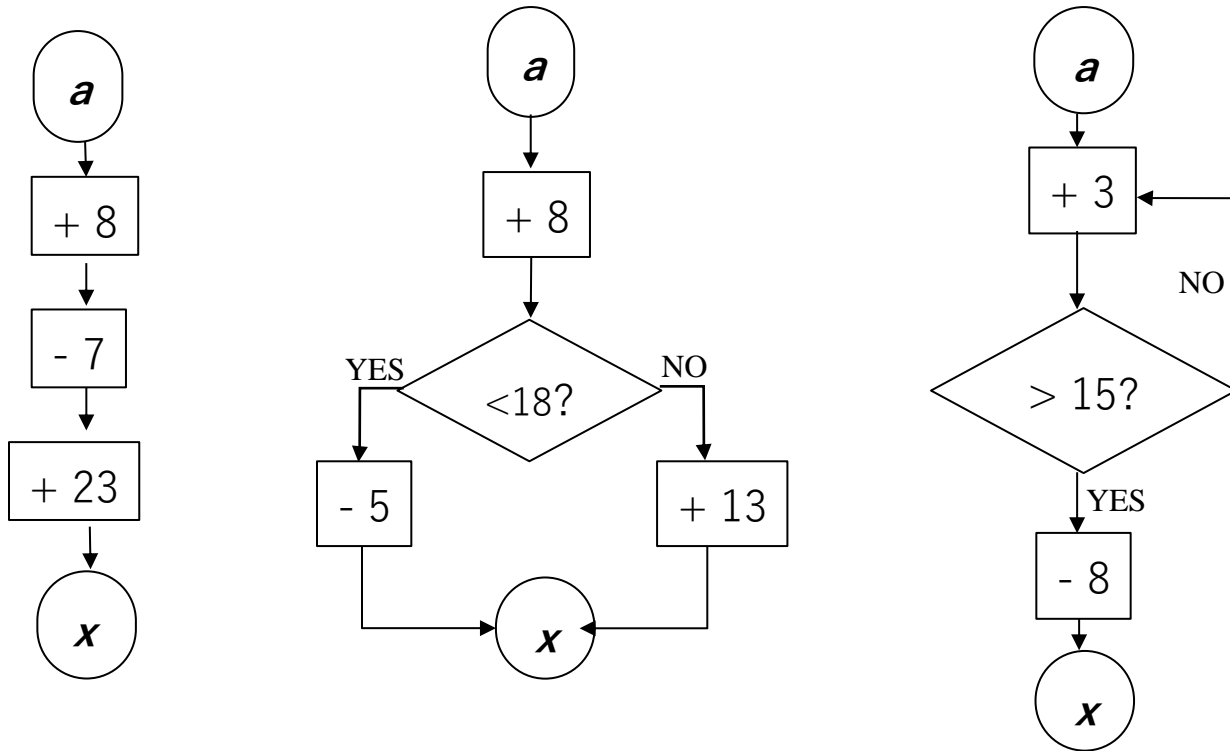 a
+ 8
- 7
+ 23
x
a
+ 8
YES
NO
<18?
- 5
+ 13
x
a
+ 3
NO
> 15?
YES
- 8
x